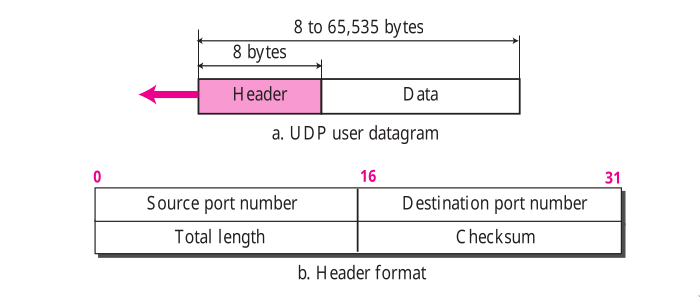 8 to 65,535 bytes
8 bytes
Header Data
a. UDP user datagram
0 16 31
Source port number Destination port number
Total length Checksum
b. Header format